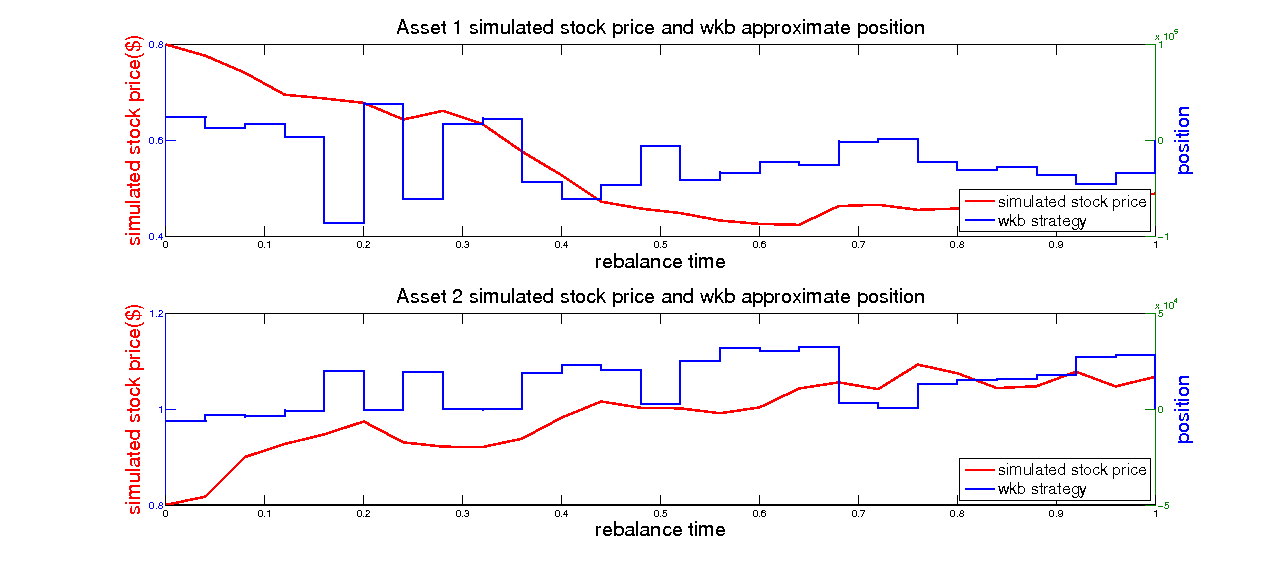 Asset 1 simulated stock price and wkb approximate position
x 10^5
0.8
0.6
0.4
simulated stock price($)
1
0
−1
position
simulated stock price
wkb strategy
0 0.1 0.2 0.3 0.4 0.5 0.6 0.7 0.8 0.9 1
rebalance time
Asset 2 simulated stock price and wkb approximate position
x 10^4
1.2
1
0.8
simulated stock price($)
5
0
−5
position
simulated stock price
wkb strategy
0 0.1 0.2 0.3 0.4 0.5 0.6 0.7 0.8 0.9 1
rebalance time